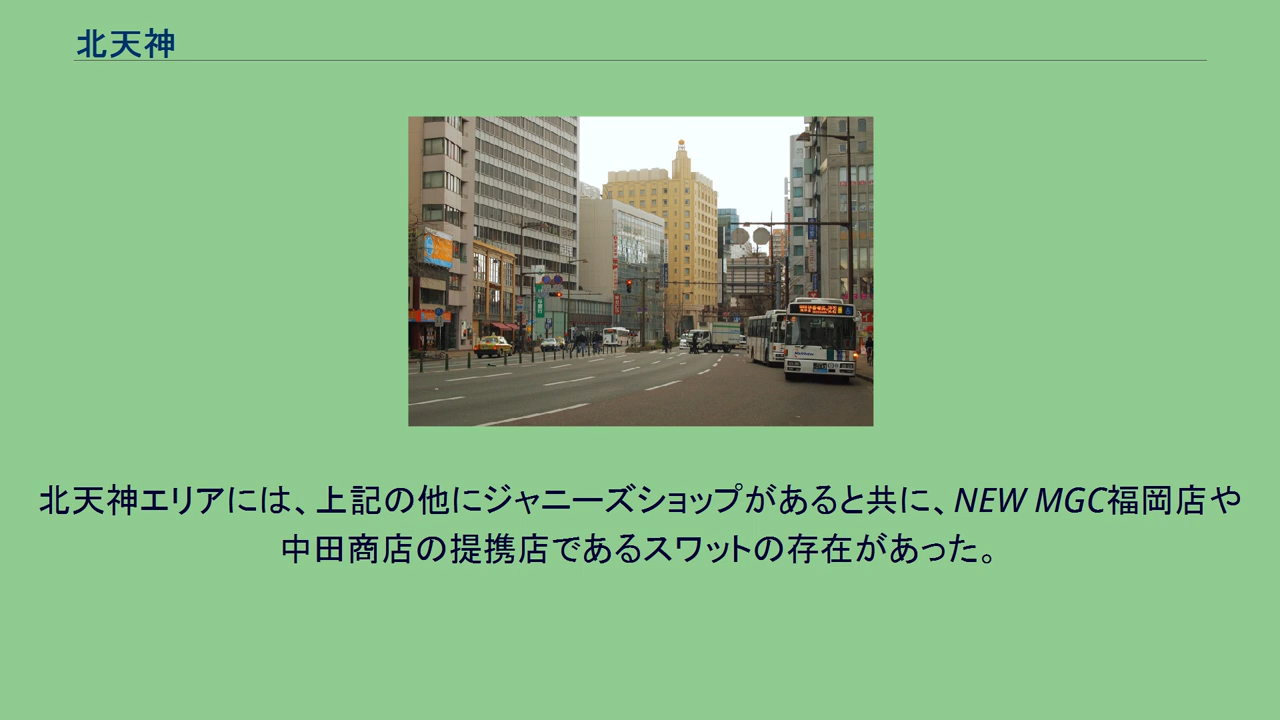 北天神
北天神エリアには、上記の他にジャニーズショップがあると共に、NEW MGC福岡店や
中田商店の提携店であるスワットの存在があった。